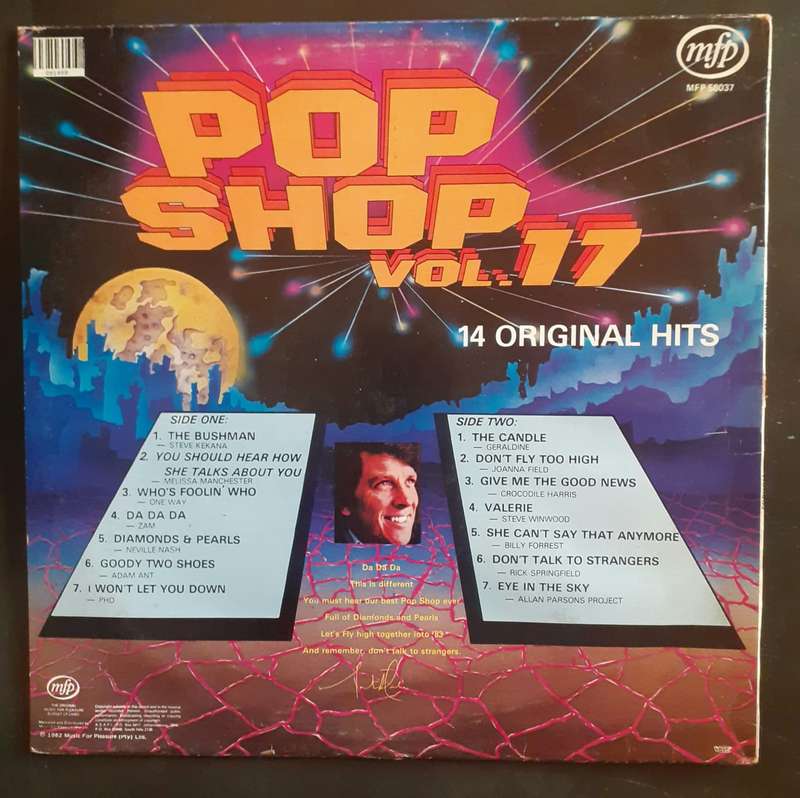 mfp
MFP 56037
POP
SHOP
VOL. 17
14 ORIGINAL HITS
SIDE ONE:
1. THE BUSHMAN
— STEVE KEKANA
2. YOU SHOULD HEAR HOW
SHE TALKS ABOUT YOU
— MELISSA MANCHESTER
3. WHO'S FOOLIN' WHO
— ONE WAY
4. DA DA DA
— ZAM
5. DIAMONDS & PEARLS
— NEVILLE NASH
6. GOODY TWO SHOES
— ADAM ANT
7. I WON'T LET YOU DOWN
— PHD
SIDE TWO:
1. THE CANDLE
— GERALDINE
2. DON'T FLY TOO HIGH
— JOANNA FIELD
3. GIVE ME THE GOOD NEWS
— CROCODILE HARRIS
4. VALERIE
— STEVE WINWOOD
5. SHE CAN'T SAY THAT ANYMORE
— BILLY FORREST
6. DON'T TALK TO STRANGERS
— RICK SPRINGFIELD
7. EYE IN THE SKY
— ALLAN PARSONS PROJECT
Da Da Da
This is different
You must hear our best Pop Shop ever
Full of Diamonds and Pearls
Let's Fly high together into '83
And remember, don't talk to strangers.
mfp
© 1982 Music For Pleasure (Pty) Ltd.